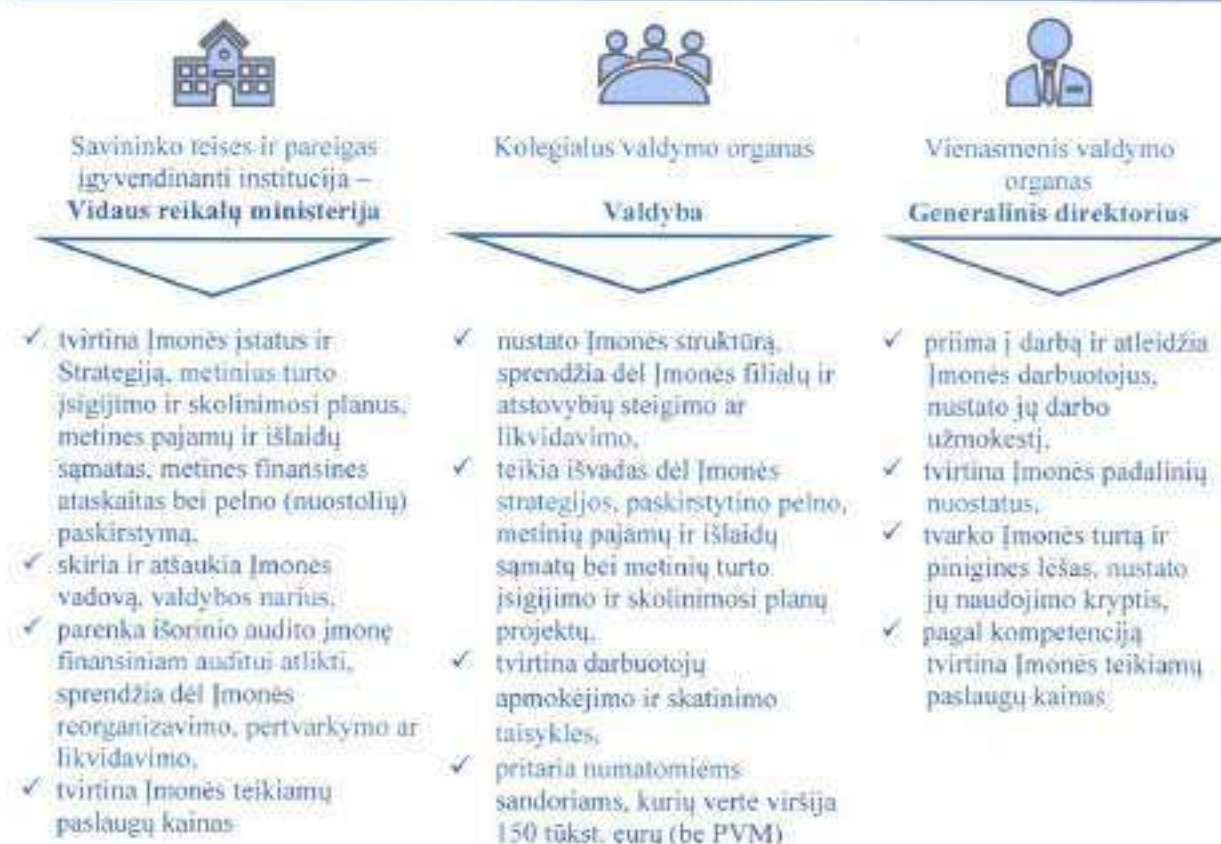 Savininko teises ir pareigas
įgyvendinanti institucija –
Vidaus reikalų ministerija
✓ tvirtina Įmonės įstatus ir
Strategiją, metinius turto
įsigijimo ir skolinimosi planus,
metines pajamų ir išlaidų
sąmatas, metines finansines
ataskaitas bei pelno (nuostolių)
paskirstymą,
✓ skiria ir atšaukia Įmonės
vadovą, valdybos narius,
✓ parenka išorinio audito įmonę
finansiniam auditui atlikti,
sprendžia dėl Įmonės
reorganizavimo, pertvarkymo ar
likvidavimo,
✓ tvirtina Įmonės teikiamų
paslaugų kainas
Kolegialus valdymo organas
Valdyba
✓ nustato Įmonės struktūrą,
sprendžia dėl Įmonės filialų ir
atstovybių steigimo ar
likvidavimo,
✓ teikia išvadas dėl Įmonės
strategijos, paskirstytino pelno,
metinių pajamų ir išlaidų
sąmatų bei metinių turto
įsigijimo ir skolinimosi planų
projektų,
✓ tvirtina darbuotojų
apmokėjimo ir skatinimo
taisykles,
✓ pritaria numatomiems
sandoriams, kurių vertė viršija
150 tūkst. eurų (be PVM)
Vienasmenis valdymo
organas
Generalinis direktorius
✓ priima į darbą ir atleidžia
Įmonės darbuotojus,
nustato jų darbo
užmokestį,
✓ tvirtina Įmonės padalinių
nuostatus,
✓ tvarko Įmonės turtą ir
pinigines lėšas, nustato
jų naudojimo kryptis,
✓ pagal kompetenciją
tvirtina Įmonės teikiamų
paslaugų kainas